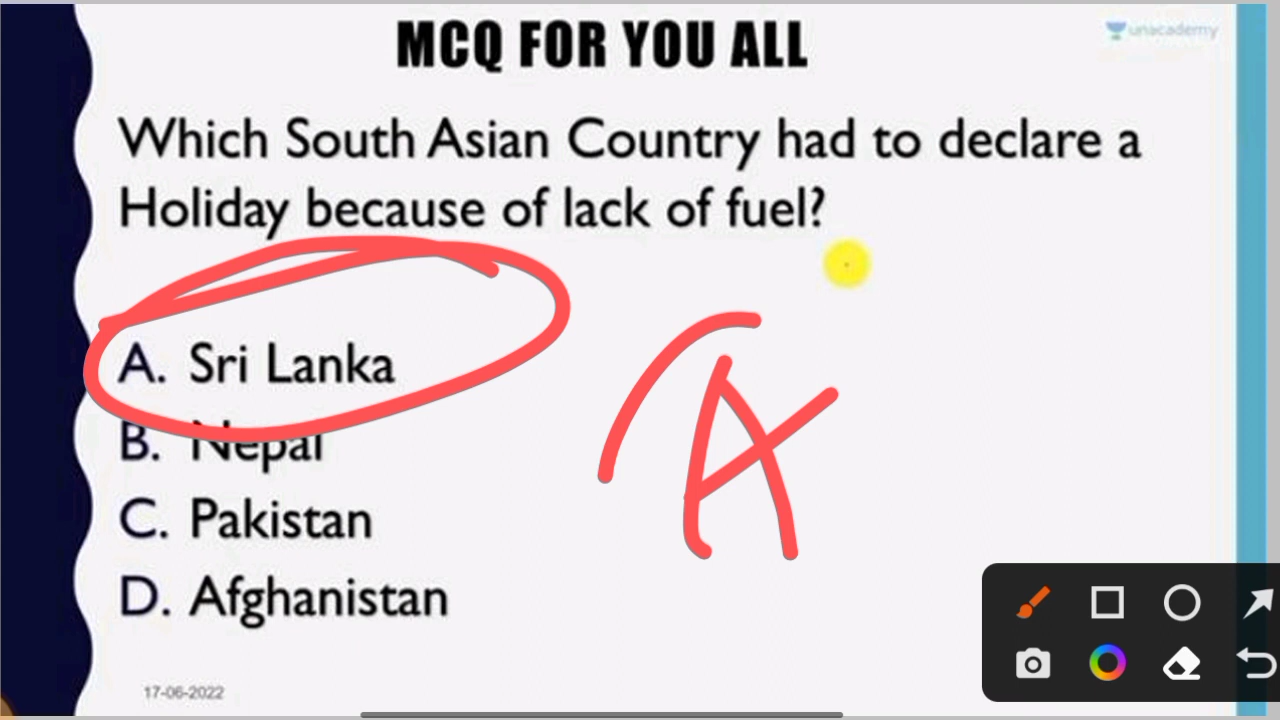 MCQ FOR YOU ALL
unacademy
Which South Asian Country had to declare a
Holiday because of lack of fuel?
A. Sri Lanka
A
B. Nepal
C. Pakistan
D. Afghanistan
17-06-2022